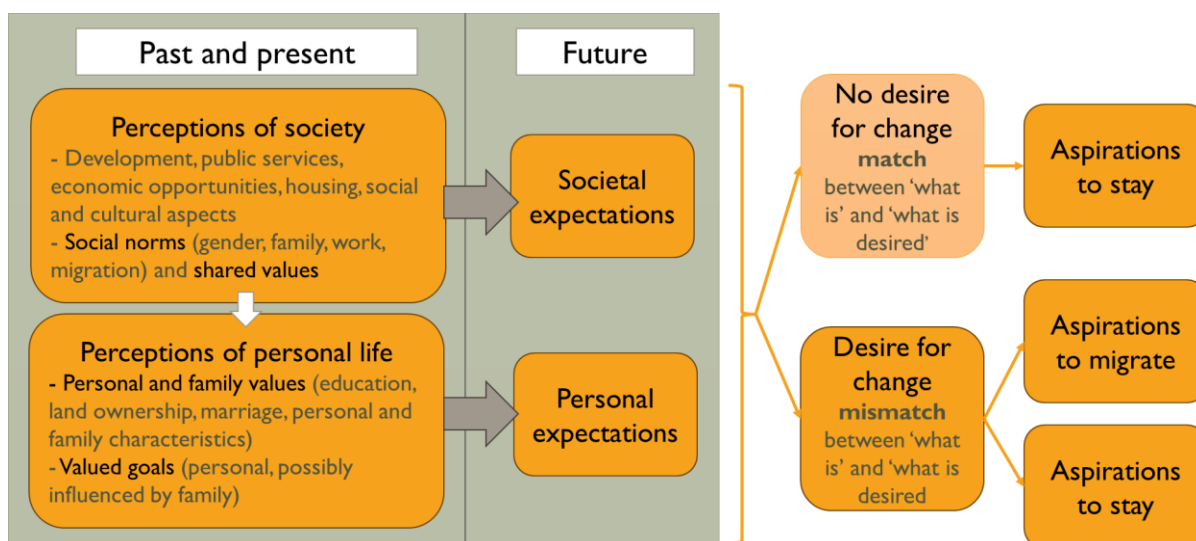 Past and present
Future
Perceptions of society
- Development, public services,
economic opportunities, housing, social
and cultural aspects
- Social norms (gender, family, work,
migration) and shared values
Societal
expectations
Perceptions of personal life
- Personal and family values (education,
land ownership, marriage, personal and
family characteristics)
- Valued goals (personal, possibly
influenced by family)
Personal
expectations
No desire
for change
match
between ‘what
is’ and ‘what is
desired’
Aspirations
to stay
Desire for
change
mismatch
between ‘what
is’ and ‘what is
desired
Aspirations
to migrate
Aspirations
to stay